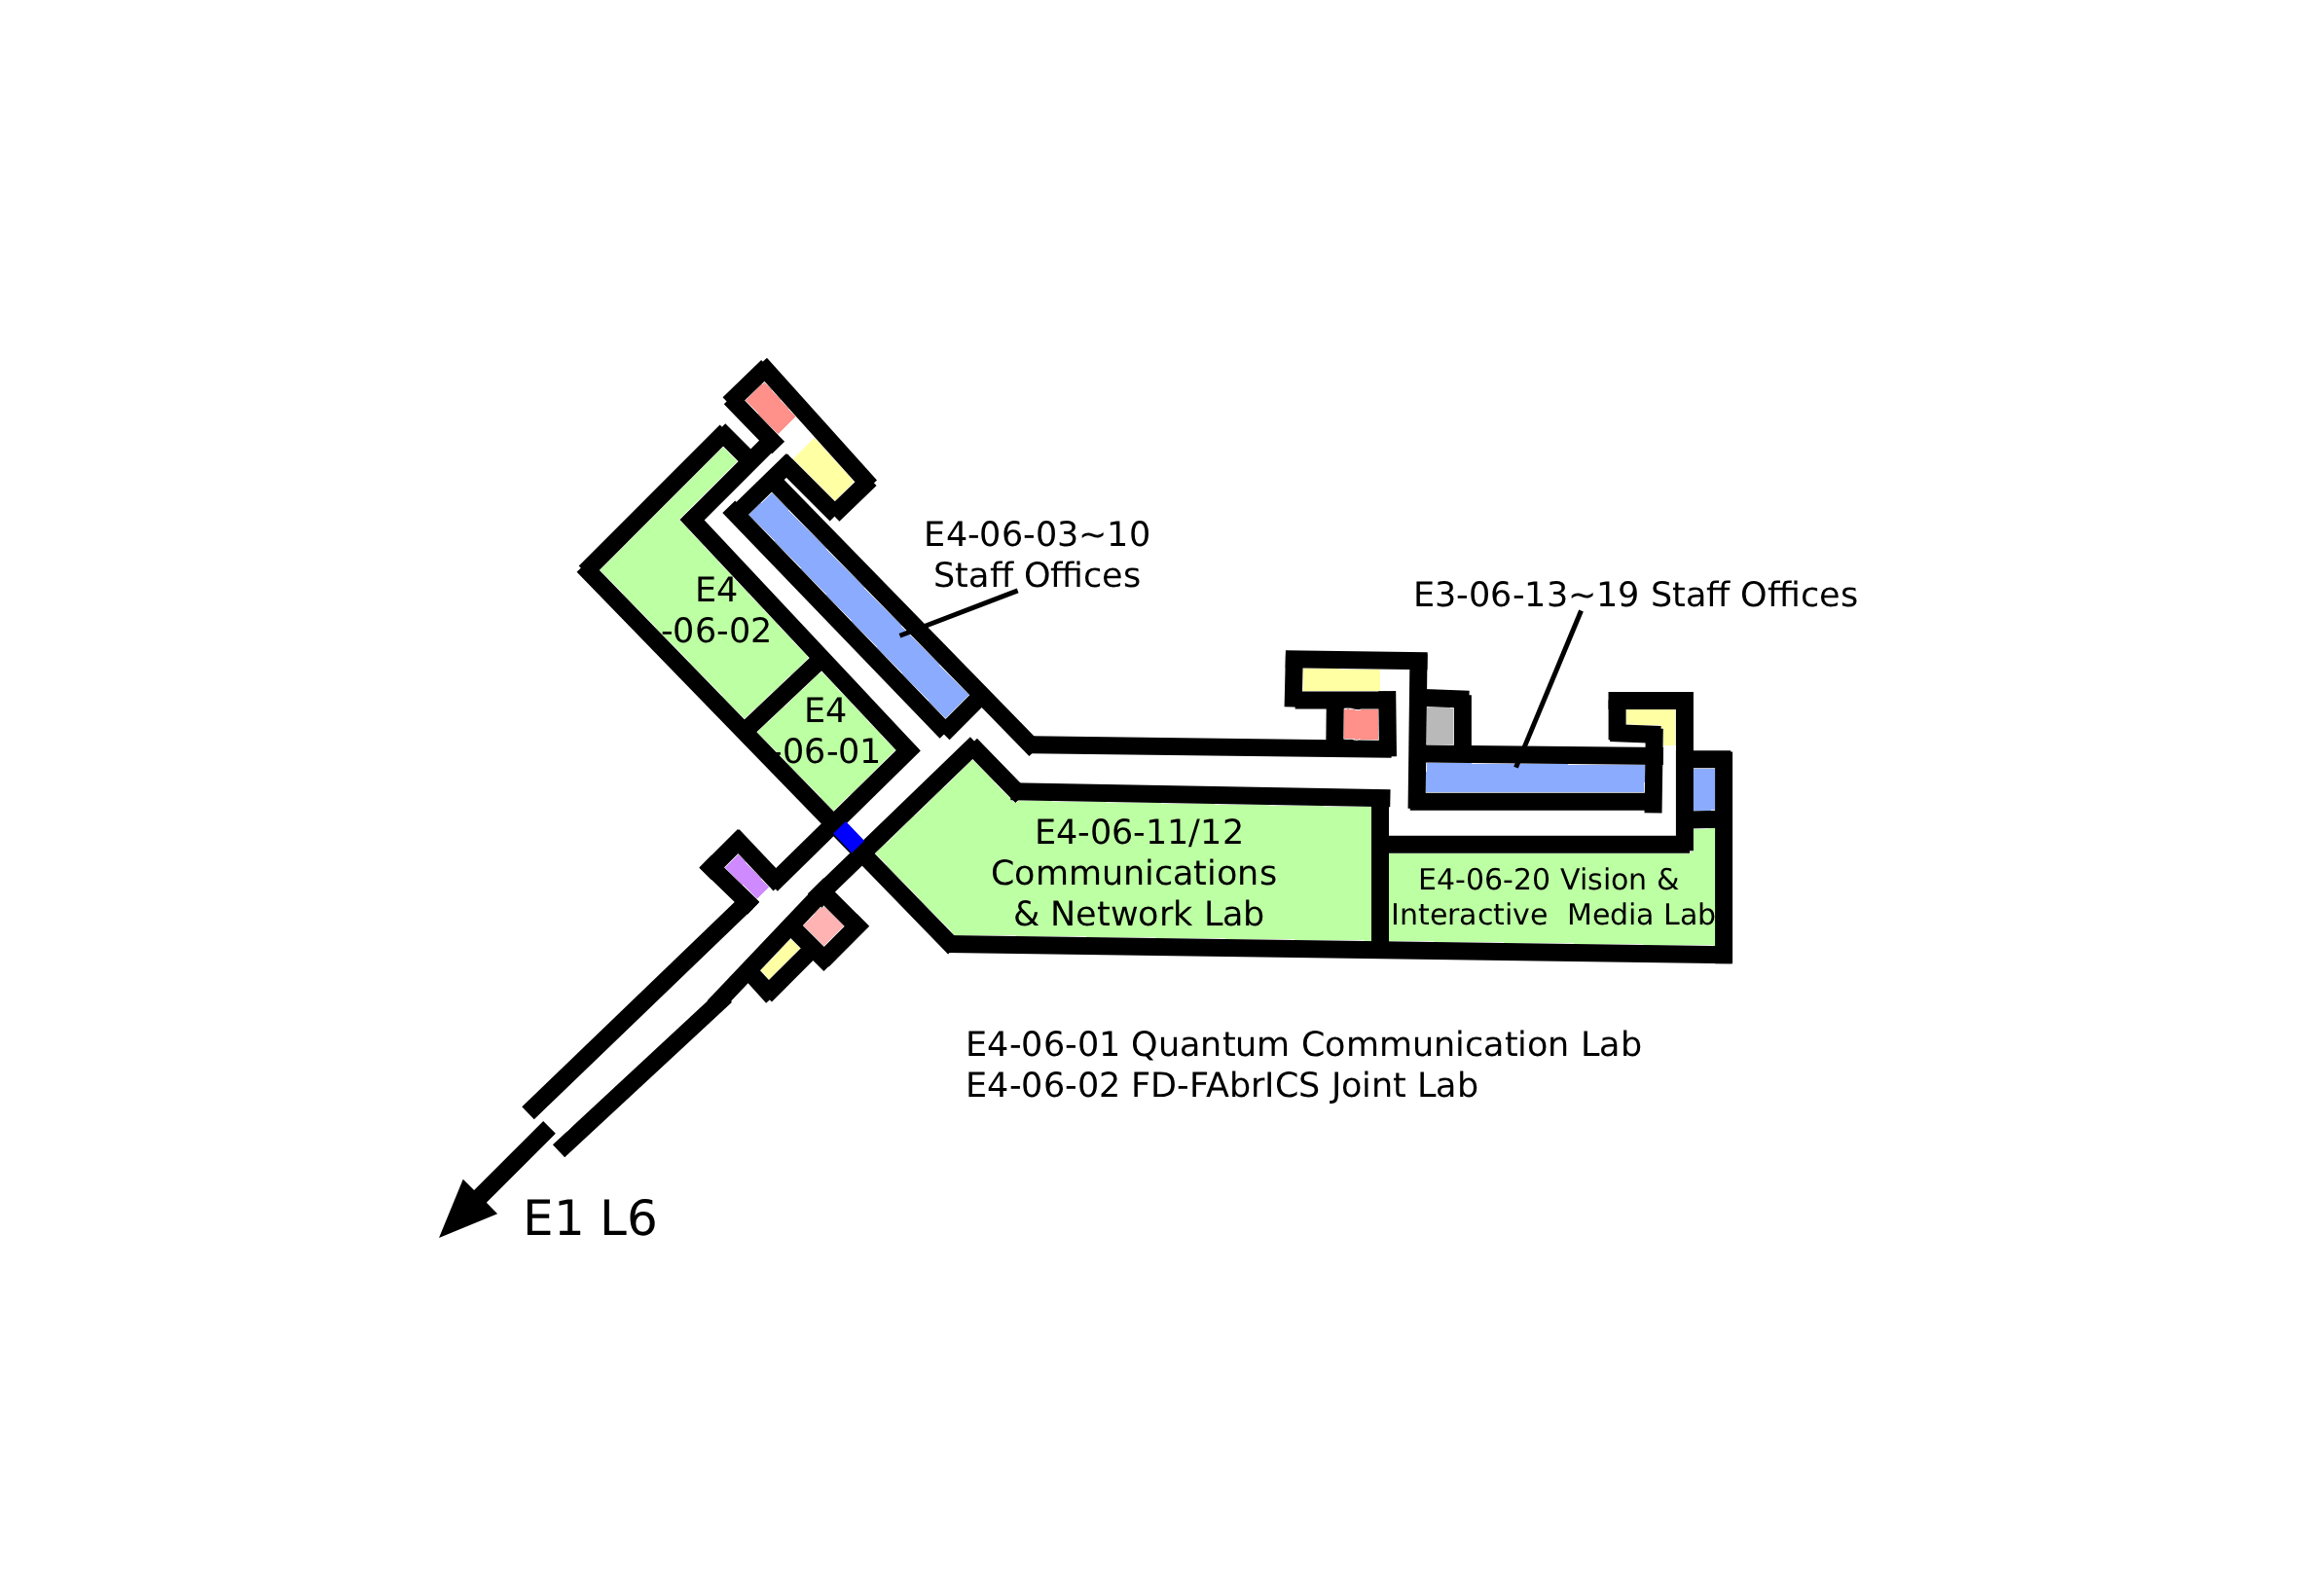 E4-06-03~10
Staff Offices
E3-06-13~19 Staff Offices
E4
-06-02
E4
-06-01
E4-06-11/12
Communications
& Network Lab
E4-06-20 Vision &
Interactive  Media Lab
E4-06-01 Quantum Communication Lab
E4-06-02 FD-FAbrICS Joint Lab
E1 L6